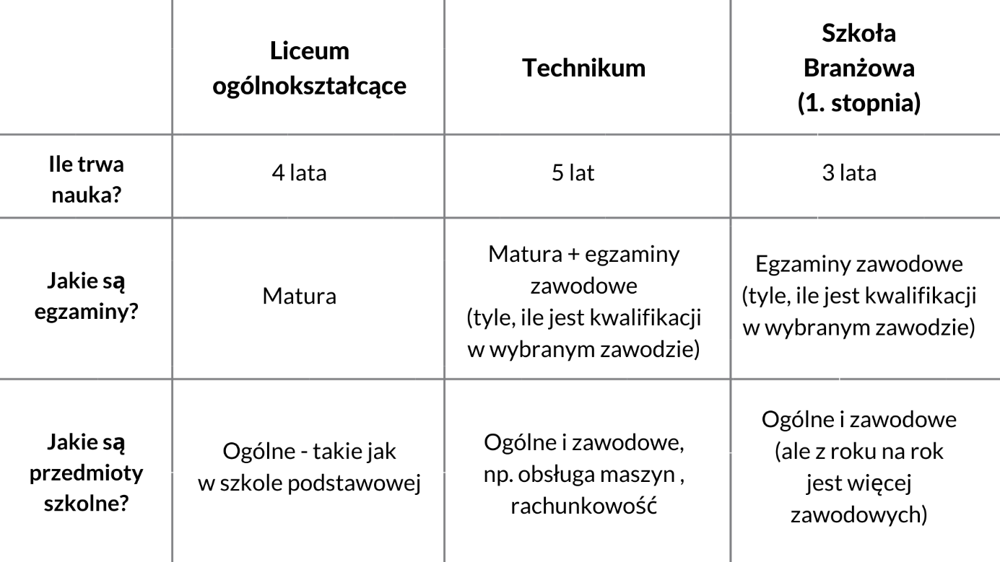 Liceum
ogólnokształcące
Technikum
Szkoła
Branżowa
(1. stopnia)
Ile trwa
nauka?
4 lata
5 lat
3 lata
Jakie są
egzaminy?
Matura
Matura + egzaminy
zawodowe
(tyle, ile jest kwalifikacji
w wybranym zawodzie)
Egzaminy zawodowe
(tyle, ile jest kwalifikacji
w wybranym zawodzie)
Jakie są
przedmioty
szkolne?
Ogólne - takie jak
w szkole podstawowej
Ogólne i zawodowe,
np. obsługa maszyn ,
rachunkowość
Ogólne i zawodowe
(ale z roku na rok
jest więcej
zawodowych)